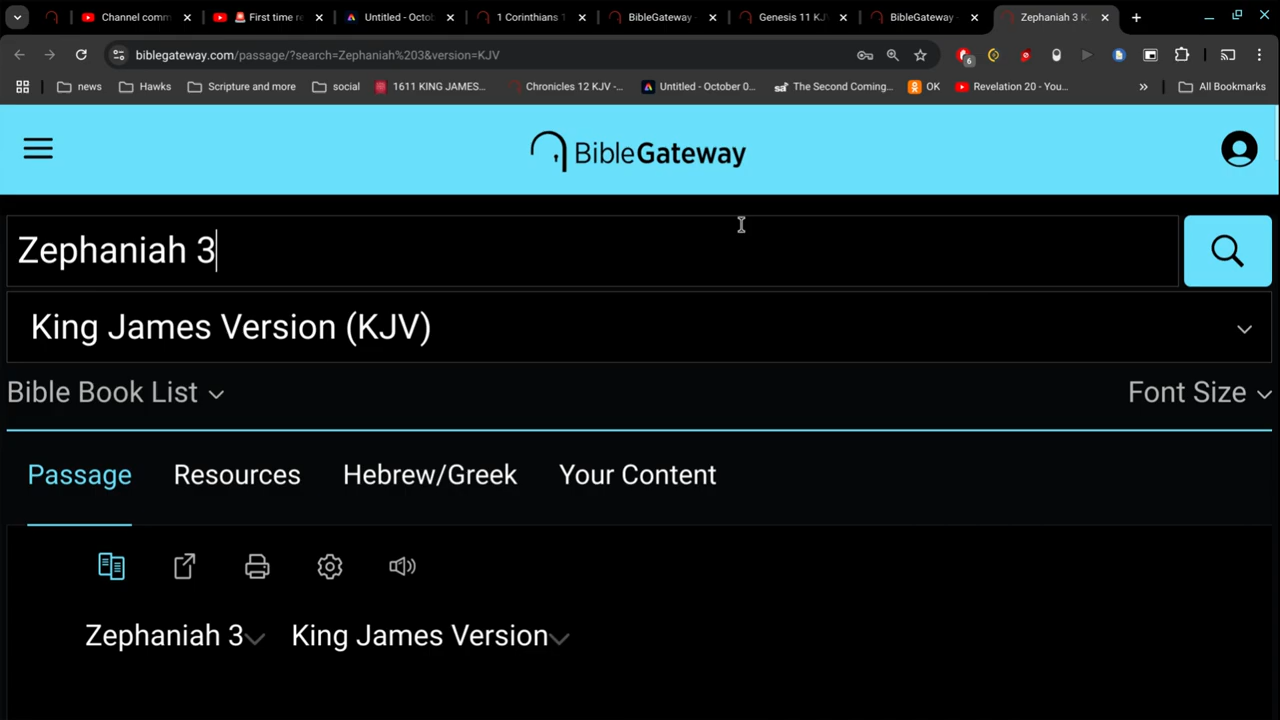 Channel comm
First time re
Untitled - Octo
1 Corinthians 1
BibleGateway
Genesis 11 KJ
BibleGateway
Zephaniah 3 K
biblegateway.com/passage/?search=Zephaniah%203&version=KJV
6
news
Hawks
Scripture and more
social
1611 KING JAMES...
Chronicles 12 KJV -...
Untitled - October 0...
The Second Coming...
OK
Revelation 20 - You...
»
All Bookmarks
BibleGateway
Zephaniah 3
King James Version (KJV)
Bible Book List
Font Size
Passage
Resources
Hebrew/Greek
Your Content
Zephaniah 3
King James Version